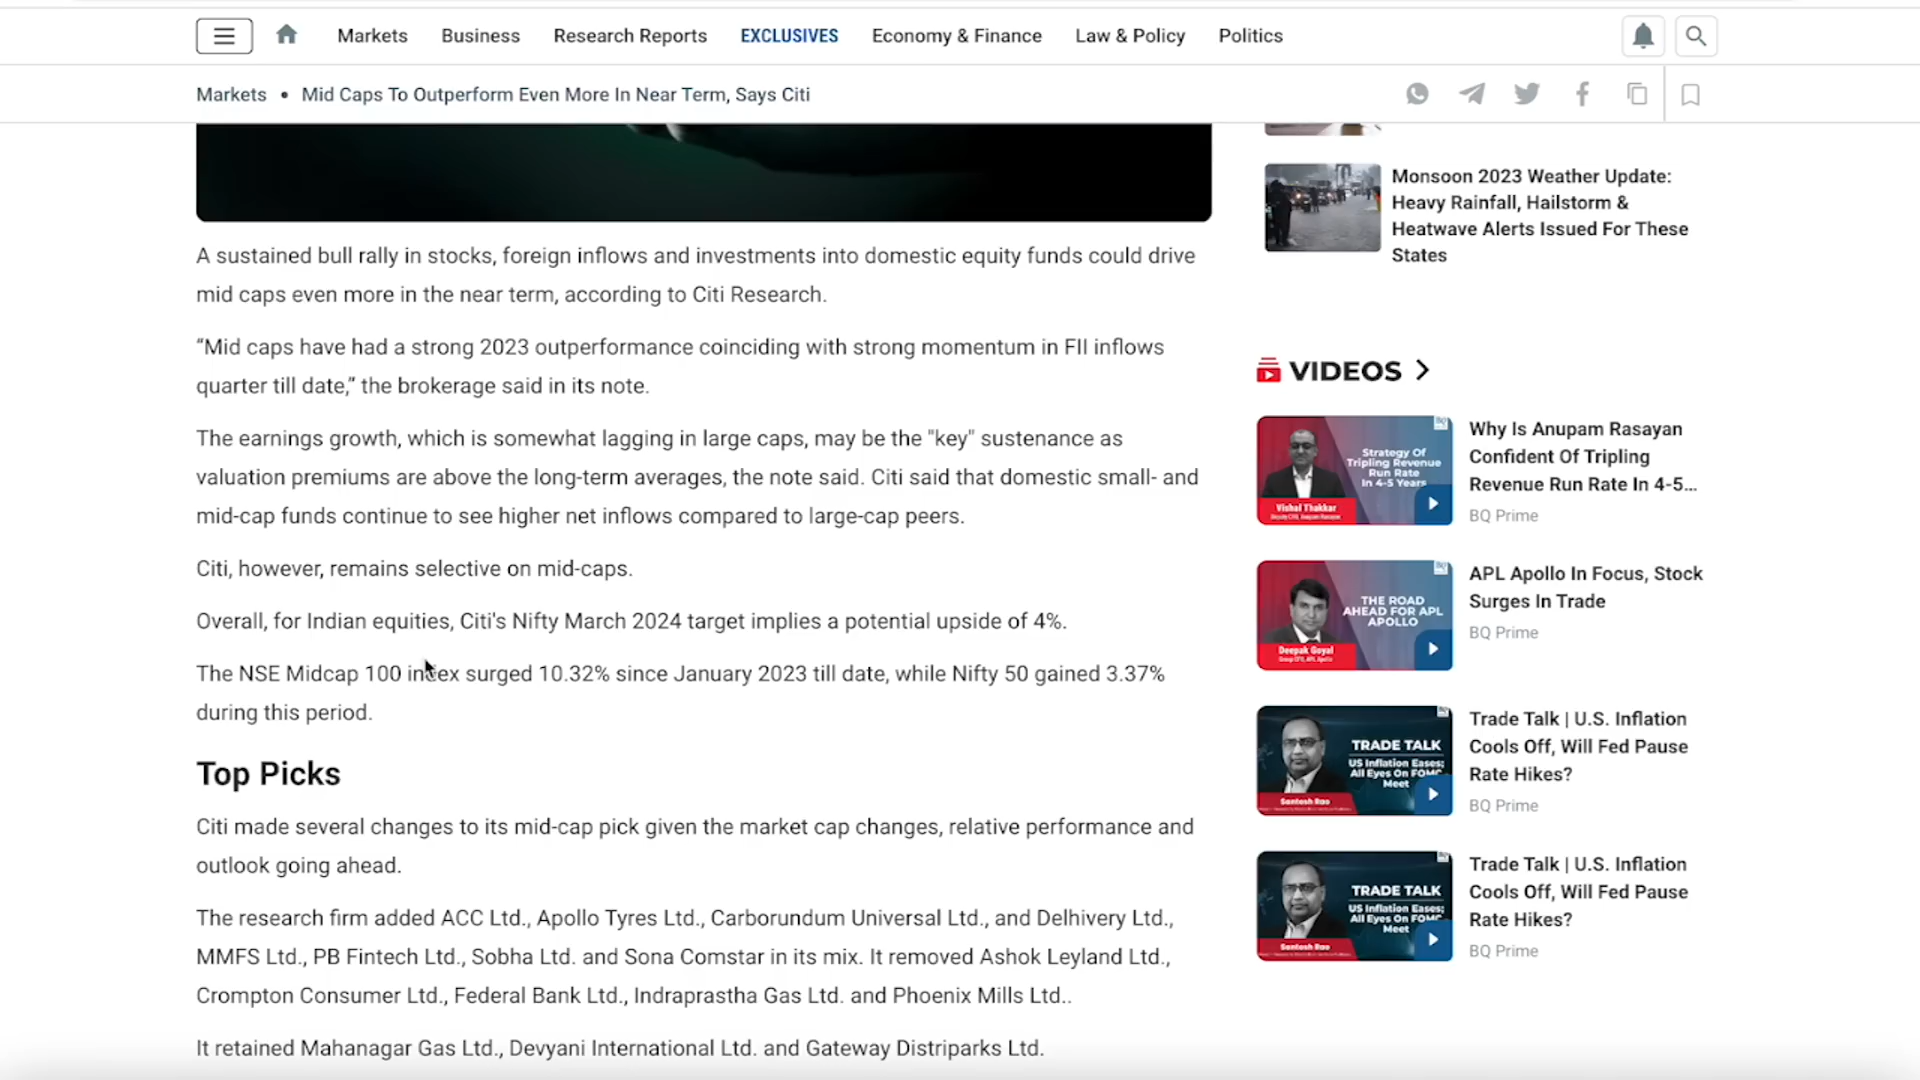 Markets Business Research Reports EXCLUSIVES Economy & Finance Law & Policy Politics
Markets • Mid Caps To Outperform Even More In Near Term, Says Citi
A sustained bull rally in stocks, foreign inflows and investments into domestic equity funds could drive
mid caps even more in the near term, according to Citi Research.
“Mid caps have had a strong 2023 outperformance coinciding with strong momentum in FII inflows
quarter till date,” the brokerage said in its note.
The earnings growth, which is somewhat lagging in large caps, may be the "key" sustenance as
valuation premiums are above the long-term averages, the note said. Citi said that domestic small- and
mid-cap funds continue to see higher net inflows compared to large-cap peers.
Citi, however, remains selective on mid-caps.
Overall, for Indian equities, Citi's Nifty March 2024 target implies a potential upside of 4%.
The NSE Midcap 100 index surged 10.32% since January 2023 till date, while Nifty 50 gained 3.37%
during this period.
Top Picks
Citi made several changes to its mid-cap pick given the market cap changes, relative performance and
outlook going ahead.
The research firm added ACC Ltd., Apollo Tyres Ltd., Carborundum Universal Ltd., and Delhivery Ltd.,
MMFS Ltd., PB Fintech Ltd., Sobha Ltd. and Sona Comstar in its mix. It removed Ashok Leyland Ltd.,
Crompton Consumer Ltd., Federal Bank Ltd., Indraprastha Gas Ltd. and Phoenix Mills Ltd..
It retained Mahanagar Gas Ltd., Devyani International Ltd. and Gateway Distriparks Ltd.
Monsoon 2023 Weather Update:
Heavy Rainfall, Hailstorm &
Heatwave Alerts Issued For These
States
VIDEOS
Strategy Of
Tripling Revenue
Run Rate
In 4-5 Years
Vishal Thakkar
Why Is Anupam Rasayan
Confident Of Tripling
Revenue Run Rate In 4-5...
BQ Prime
THE ROAD
AHEAD FOR APL
APOLLO
Deepak Goyal
APL Apollo In Focus, Stock
Surges In Trade
BQ Prime
TRADE TALK
US Inflation Eases;
All Eyes On FOMC
Meet
Santosh Rao
Trade Talk | U.S. Inflation
Cools Off, Will Fed Pause
Rate Hikes?
BQ Prime
TRADE TALK
US Inflation Eases;
All Eyes On FOMC
Meet
Santosh Rao
Trade Talk | U.S. Inflation
Cools Off, Will Fed Pause
Rate Hikes?
BQ Prime